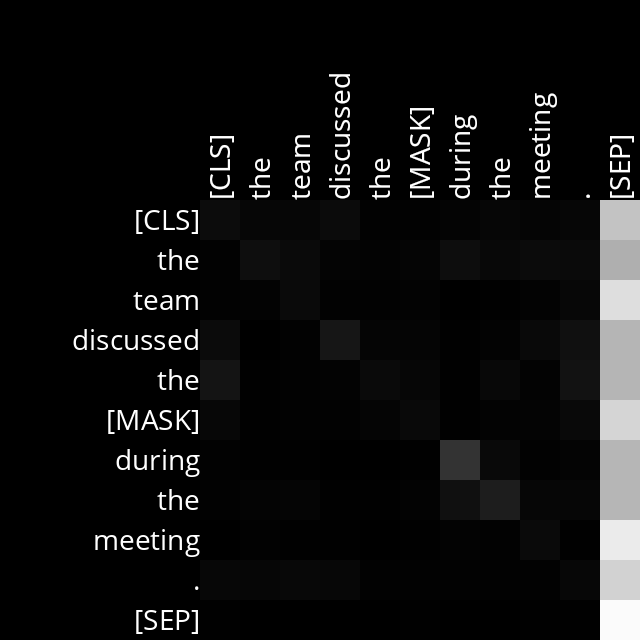 [CLS] the team discussed the [MASK] during the meeting . [SEP]
[CLS]
the
team
discussed
the
[MASK]
during
the
meeting
.
[SEP]